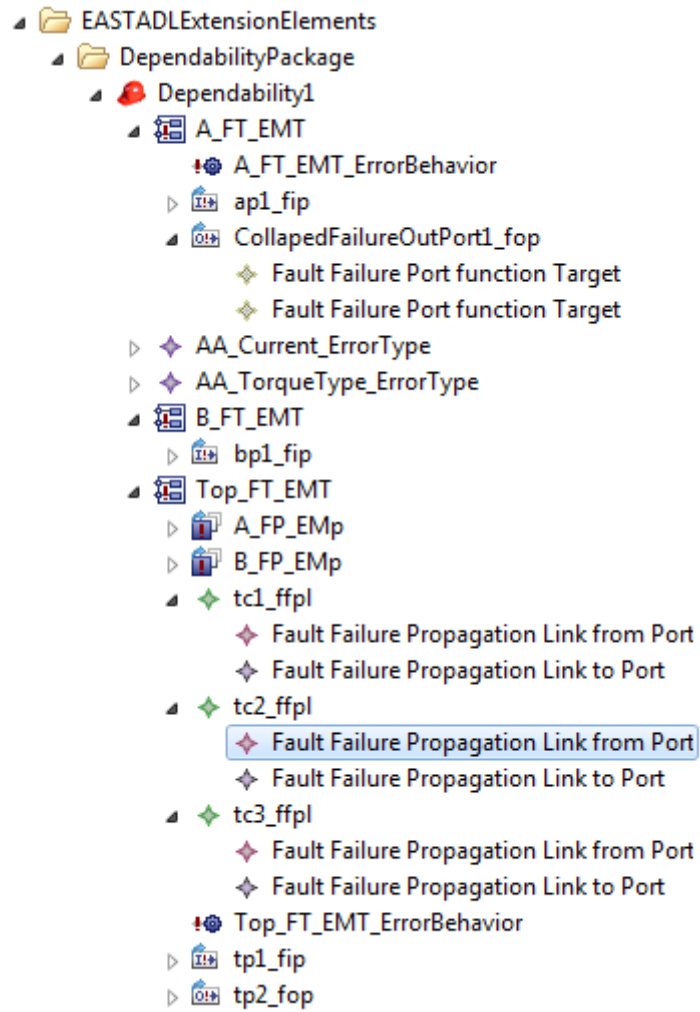 EASTADLExtensionElements
DependabilityPackage
Dependability1
A_FT_EMT
A_FT_EMT_ErrorBehavior
ap1_fip
CollapedFailureOutPort1_fop
Fault Failure Port function Target
Fault Failure Port function Target
AA_Current_ErrorType
AA_TorqueType_ErrorType
B_FT_EMT
bp1_fip
Top_FT_EMT
A_FP_EMp
B_FP_EMp
tc1_ffpl
Fault Failure Propagation Link from Port
Fault Failure Propagation Link to Port
tc2_ffpl
Fault Failure Propagation Link from Port
Fault Failure Propagation Link to Port
tc3_ffpl
Fault Failure Propagation Link from Port
Fault Failure Propagation Link to Port
Top_FT_EMT_ErrorBehavior
tp1_fip
tp2_fop